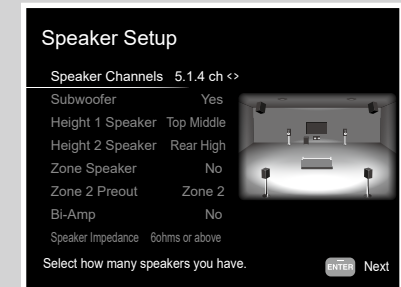 Speaker Setup
Speaker Channels 5.1.4 ch <>
Subwoofer Yes
Height 1 Speaker Top Middle
Height 2 Speaker Rear High
Zone Speaker No
Zone 2 Preout Zone 2
Bi-Amp No
Speaker Impedance 6ohms or above
Select how many speakers you have. ENTER Next